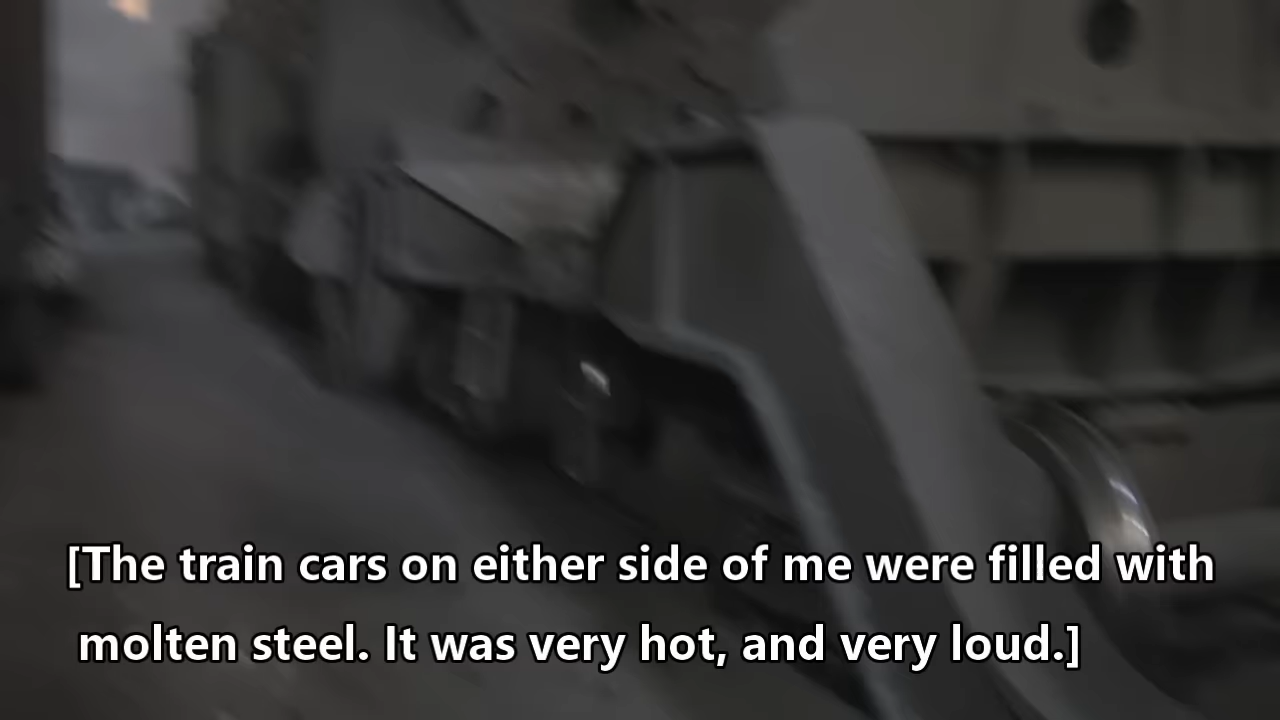 [The train cars on either side of me were filled with
molten steel. It was very hot, and very loud.]